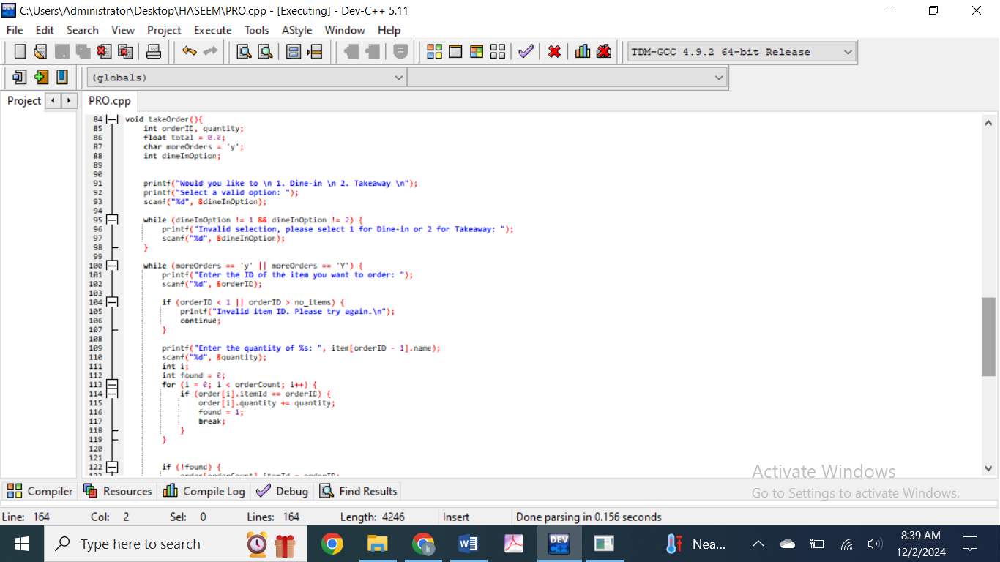 C:\Users\Administrator\Desktop\HASEEM\PRO.cpp - [Executing] - Dev-C++ 5.11
File Edit Search View Project Execute Tools AStyle Window Help
TDM-GCC 4.9.2 64-bit Release
(globals)
Project PRO.cpp
84 void takeOrder(){
85 int orderID, quantity;
86 float total = 0.0;
87 char moreOrders = 'y';
88 int dineInOption;
89
90
91 printf("Would you like to \n 1. Dine-in \n 2. Takeaway \n");
92 printf("Select a valid option: ");
93 scanf("%d", &dineInOption);
94
95 while (dineInOption != 1 && dineInOption != 2) {
96 printf("Invalid selection, please select 1 for Dine-in or 2 for Takeaway: ");
97 scanf("%d", &dineInOption);
98 }
99
100 while (moreOrders == 'y' || moreOrders == 'Y') {
101 printf("Enter the ID of the item you want to order: ");
102 scanf("%d", &orderID);
103
104 if (orderID < 1 || orderID > no_items) {
105 printf("Invalid item ID. Please try again.\n");
106 continue;
107 }
108
109 printf("Enter the quantity of %s: ", item[orderID - 1].name);
110 scanf("%d", &quantity);
111 int i;
112 int found = 0;
113 for (i = 0; i < orderCount; i++) {
114 if (order[i].itemId == orderID) {
115 order[i].quantity += quantity;
116 found = 1;
117 break;
118 }
119 }
120
121
122 if (!found) {
Activate Windows
Go to Settings to activate Windows.
Compiler Resources Compile Log Debug Find Results
Line: 164 Col: 2 Sel: 0 Lines: 164 Length: 4246 Insert Done parsing in 0.156 seconds
Type here to search
k
W
DEV
Nea...
8:39 AM
12/2/2024